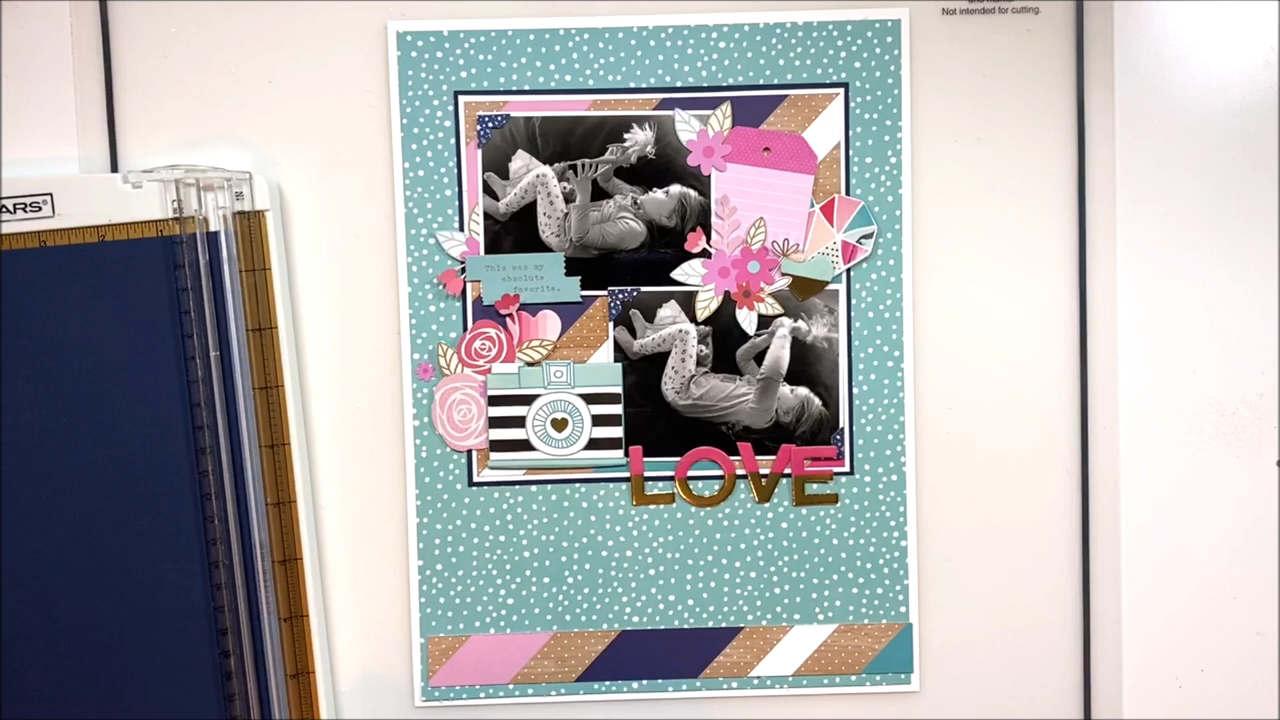 Not intended for cutting.
ARS
This was my
absolute
favorite.
LOVE